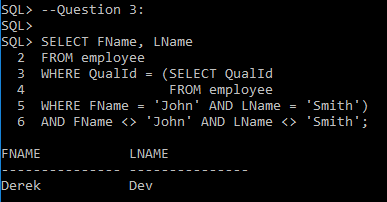 SQL> --Question 3:
SQL>
SQL> SELECT FName, LName
  2  FROM employee
  3  WHERE QualId = (SELECT QualId
  4                  FROM employee
  5  WHERE FName = 'John' AND LName = 'Smith')
  6  AND FName <> 'John' AND LName <> 'Smith';
FNAME           LNAME
--------------- ---------------
Derek           Dev